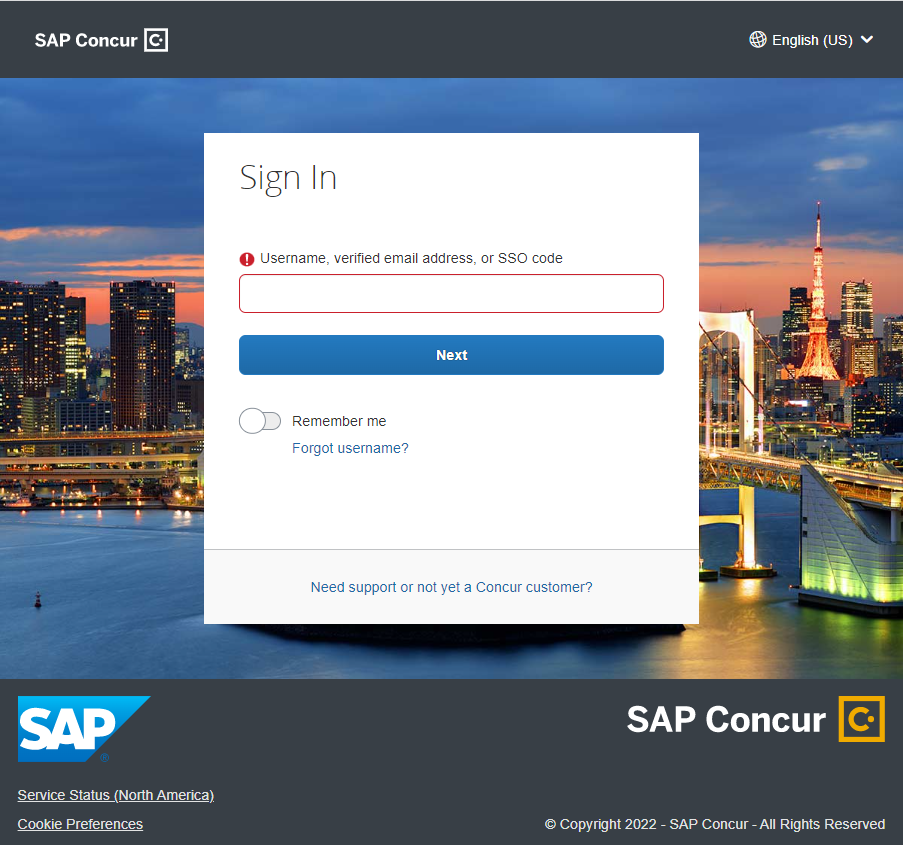 SAP Concur
English (US)
Sign In
Username, verified email address, or SSO code
Next
Remember me
Forgot username?
Need support or not yet a Concur customer?
SAP ®
SAP Concur
Service Status (North America)
Cookie Preferences
© Copyright 2022 - SAP Concur - All Rights Reserved